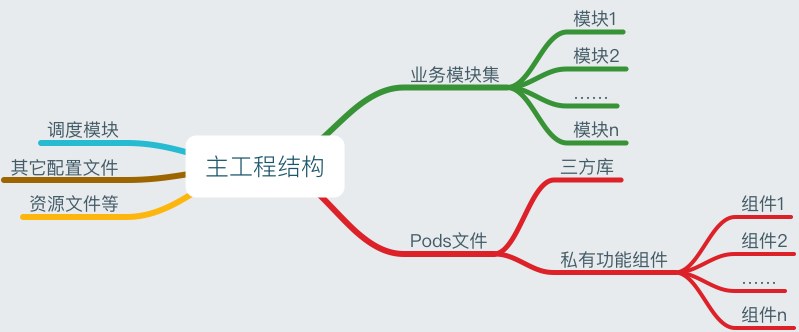 主工程结构
业务模块集
模块1
模块2
……
模块n
Pods文件
三方库
私有功能组件
组件1
组件2
……
组件n
调度模块
其它配置文件
资源文件等